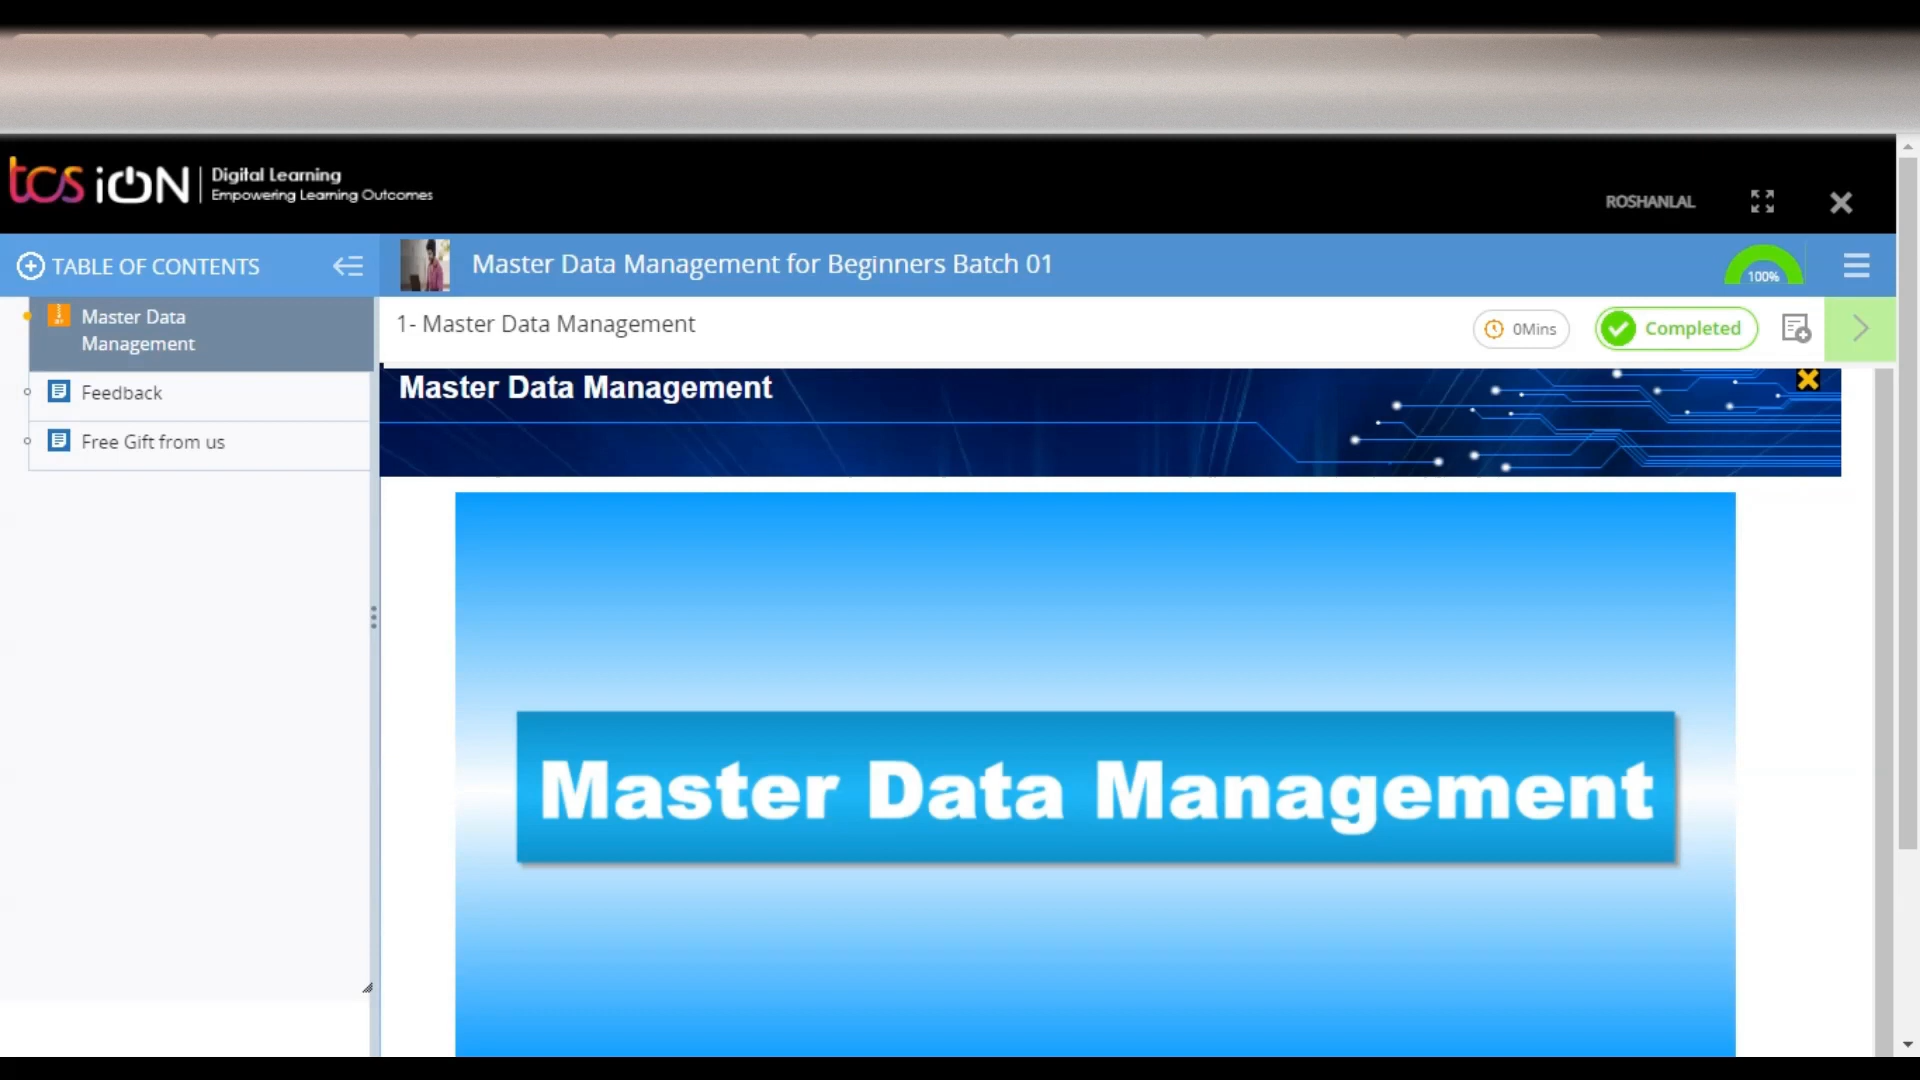 tcs iON
Digital Learning
Empowering Learning Outcomes
ROSHANLAL
TABLE OF CONTENTS
Master Data Management for Beginners Batch 01
100%
Master Data
Management
Feedback
Free Gift from us
1- Master Data Management
0Mins
Completed
Master Data Management
Master Data Management